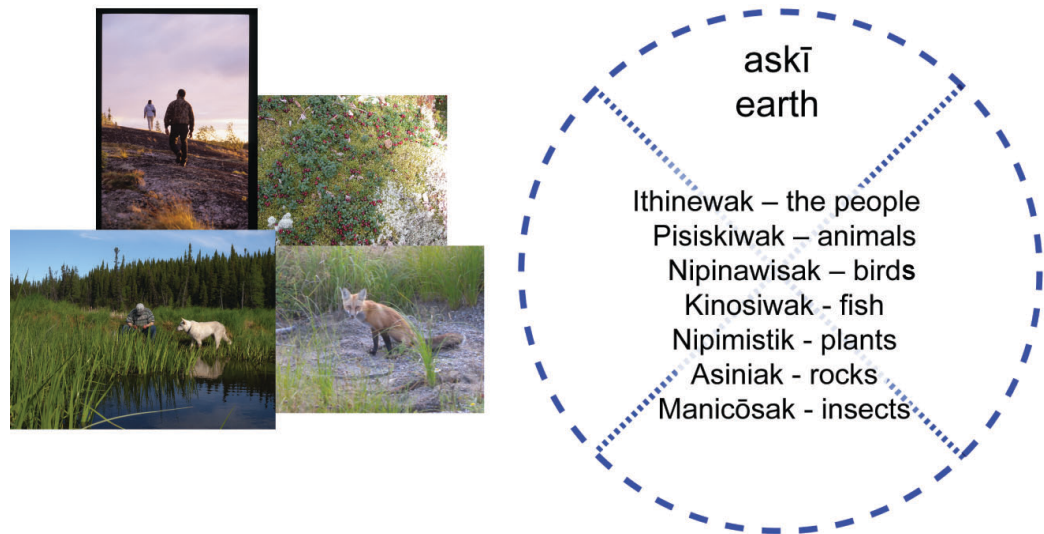 askī
earth
Ithinewak – the people
Pisiskiwak – animals
Nipinawisak – birds
Kinosiwak - fish
Nipimistik - plants
Asiniak - rocks
Manicōsak - insects